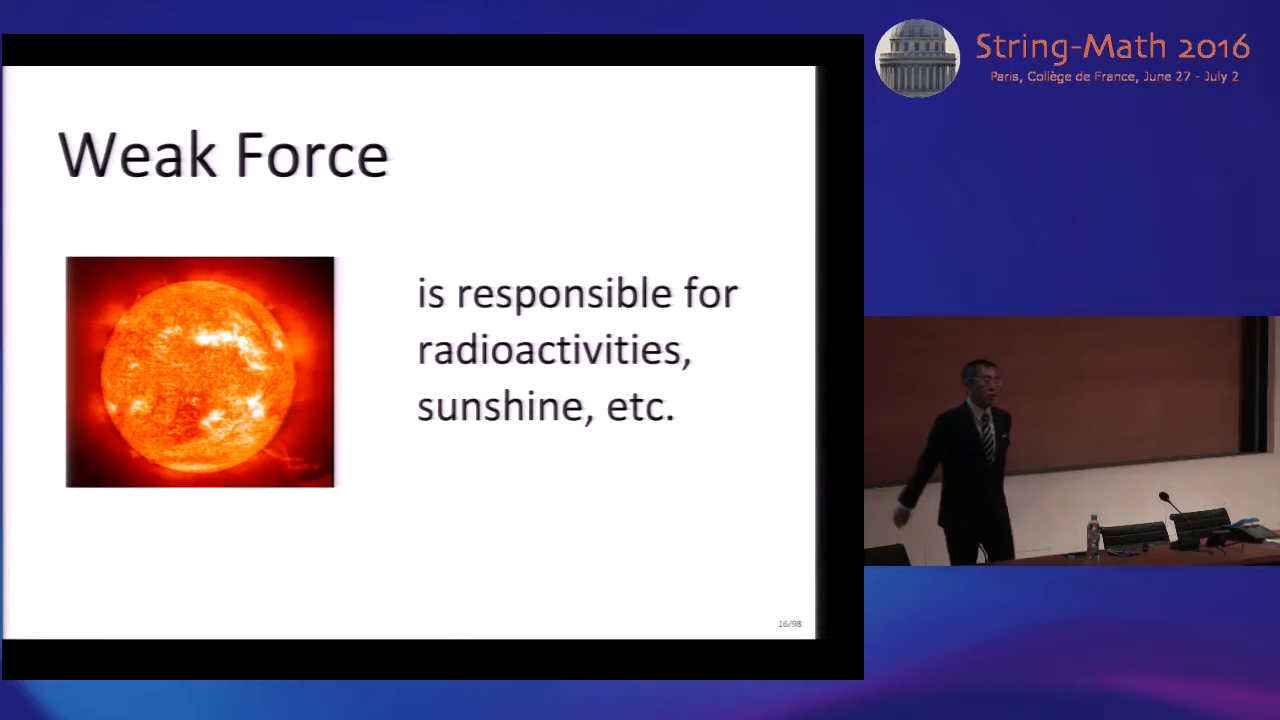 String-Math 2016
Paris, Collège de France, June 27 - July 2
Weak Force
is responsible for
radioactivities,
sunshine, etc.
16/98